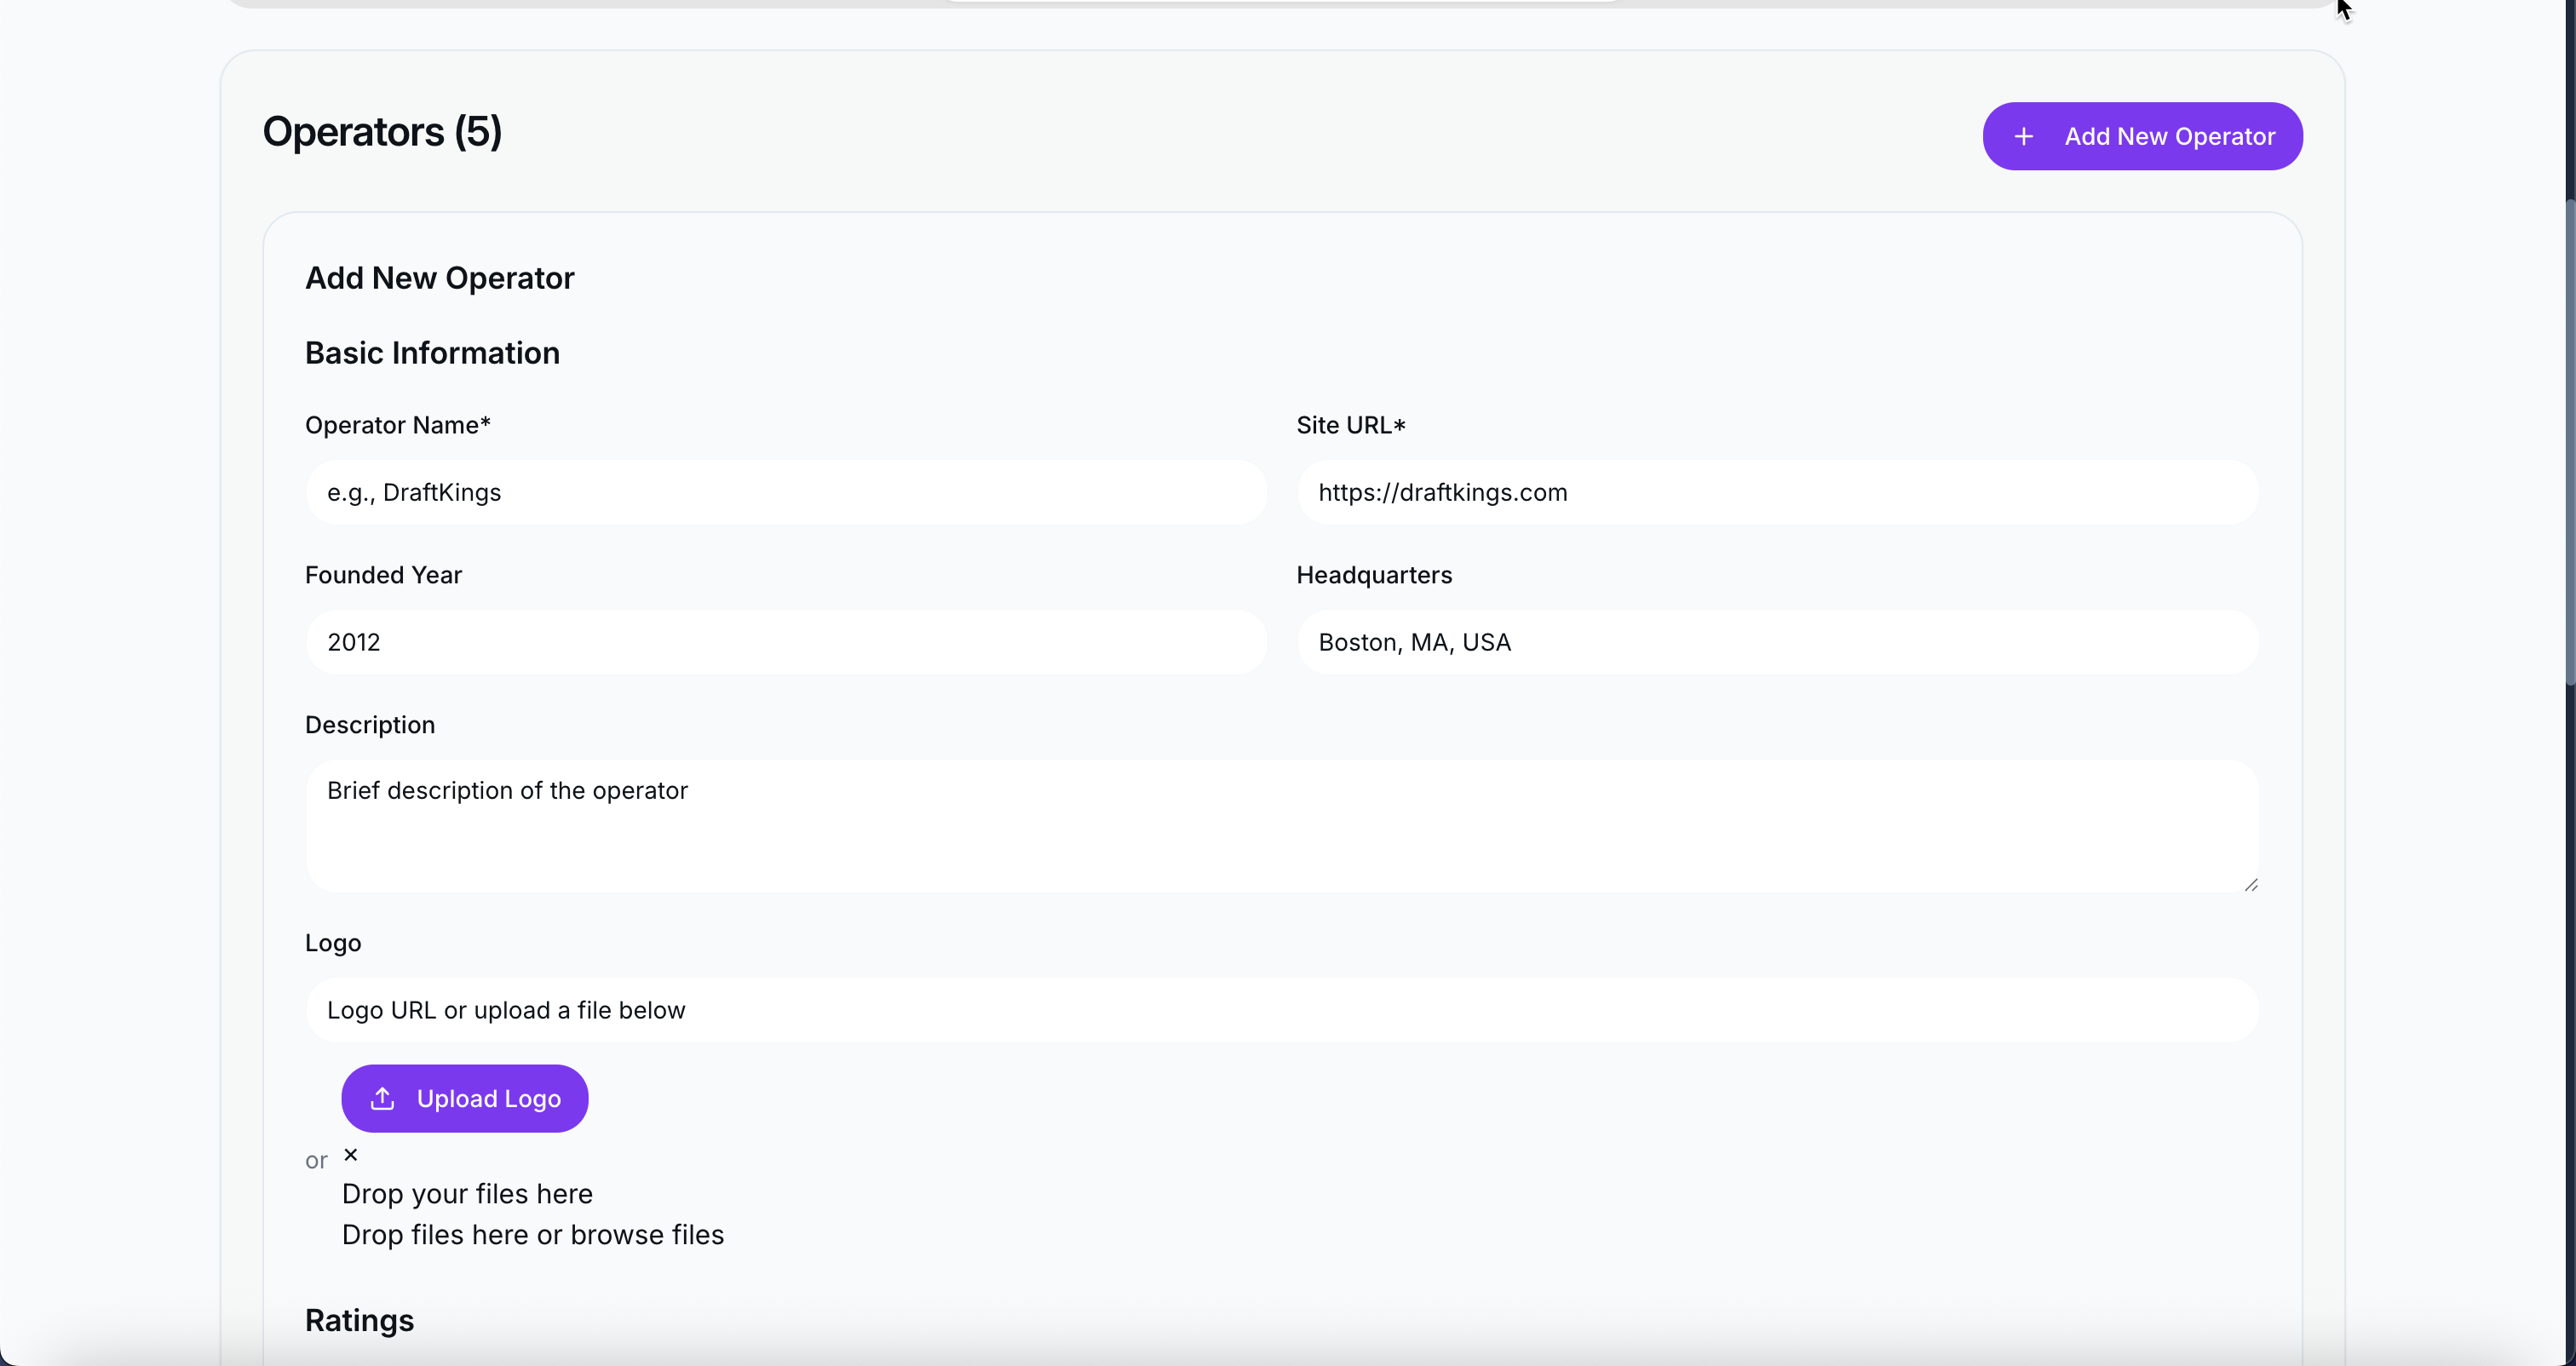 Operators (5)
+ Add New Operator
Add New Operator
Basic Information
Operator Name*
Site URL*
e.g., DraftKings
https://draftkings.com
Founded Year
Headquarters
2012
Boston, MA, USA
Description
Brief description of the operator
Logo
Logo URL or upload a file below
Upload Logo
or ×
Drop your files here
Drop files here or browse files
Ratings